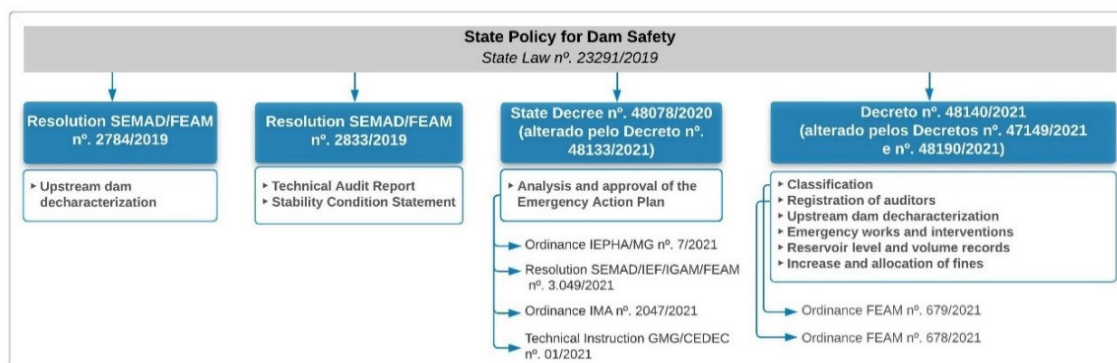 State Policy for Dam Safety
State Law nº. 23291/2019
Resolution SEMAD/FEAM
nº. 2784/2019
‣ Upstream dam
decharacterization
Resolution SEMAD/FEAM
nº. 2833/2019
‣ Technical Audit Report
‣ Stability Condition Statement
State Decree nº. 48078/2020
(alterado pelo Decreto nº.
48133/2021)
‣ Analysis and approval of the
Emergency Action Plan
Ordinance IEPHA/MG nº. 7/2021
Resolution SEMAD/IEF/IGAM/FEAM
nº. 3.049/2021
Ordinance IMA nº. 2047/2021
Technical Instruction GMG/CEDEC
nº. 01/2021
Decreto nº. 48140/2021
(alterado pelos Decretos nº. 47149/2021
e nº. 48190/2021)
‣ Classification
‣ Registration of auditors
‣ Upstream dam decharacterization
‣ Emergency works and interventions
‣ Reservoir level and volume records
‣ Increase and allocation of fines
Ordinance FEAM nº. 679/2021
Ordinance FEAM nº. 678/2021